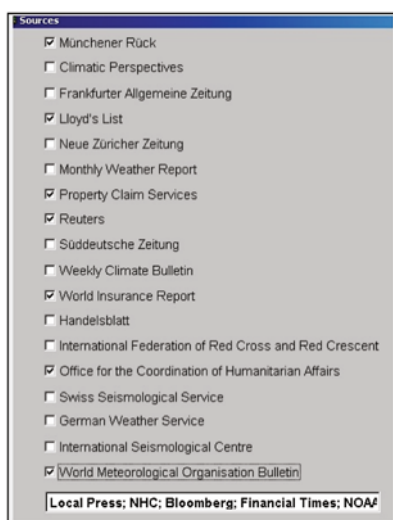 Sources
Münchener Rück
Climatic Perspectives
Frankfurter Allgemeine Zeitung
Lloyd's List
Neue Züricher Zeitung
Monthly Weather Report
Property Claim Services
Reuters
Süddeutsche Zeitung
Weekly Climate Bulletin
World Insurance Report
Handelsblatt
International Federation of Red Cross and Red Crescent
Office for the Coordination of Humanitarian Affairs
Swiss Seismological Service
German Weather Service
International Seismological Centre
World Meteorological Organisation Bulletin
Local Press; NHC; Bloomberg; Financial Times; NOAA